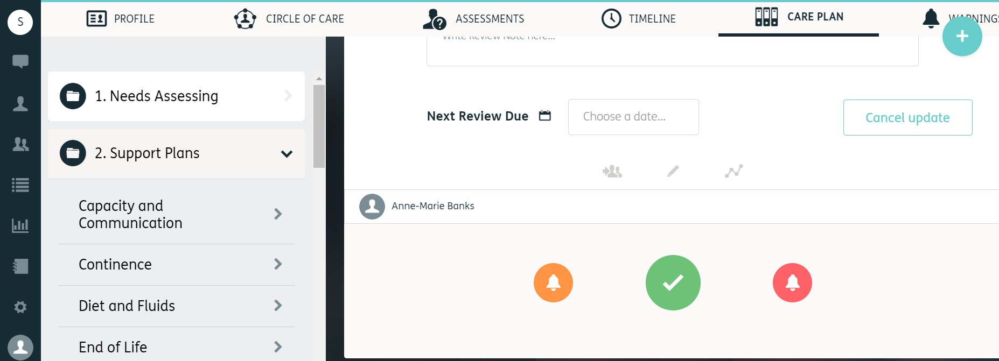 S
PROFILE
CIRCLE OF CARE
ASSESSMENTS
TIMELINE
CARE PLAN
WARNINGS
Write Review Note Here...
1. Needs Assessing
2. Support Plans
Capacity and
Communication
Continence
Diet and Fluids
End of Life
Next Review Due
Choose a date...
Cancel update
Anne-Marie Banks